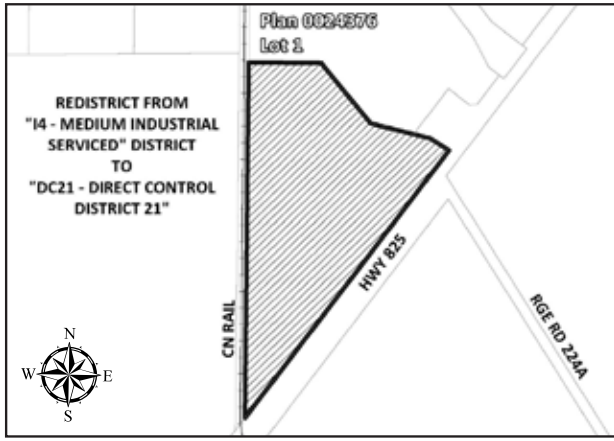 Plan 0024376
Lot 1
REDISTRICT FROM
"I4 - MEDIUM INDUSTRIAL
SERVICED" DISTRICT
TO
"DC21 - DIRECT CONTROL
DISTRICT 21"
HWY 825
CN RAIL
RGE RD 224A
N
W E
S